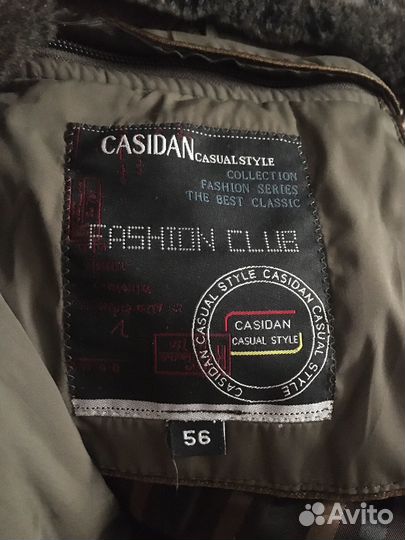 CASIDAN CASUAL STYLE
COLLECTION
FASHION SERIES
THE BEST CLASSIC
FASHION CLUB
CASIDAN CASUAL STYLE CASIDAN CASUAL STYLE
CASIDAN
CASUAL STYLE
56
Avito